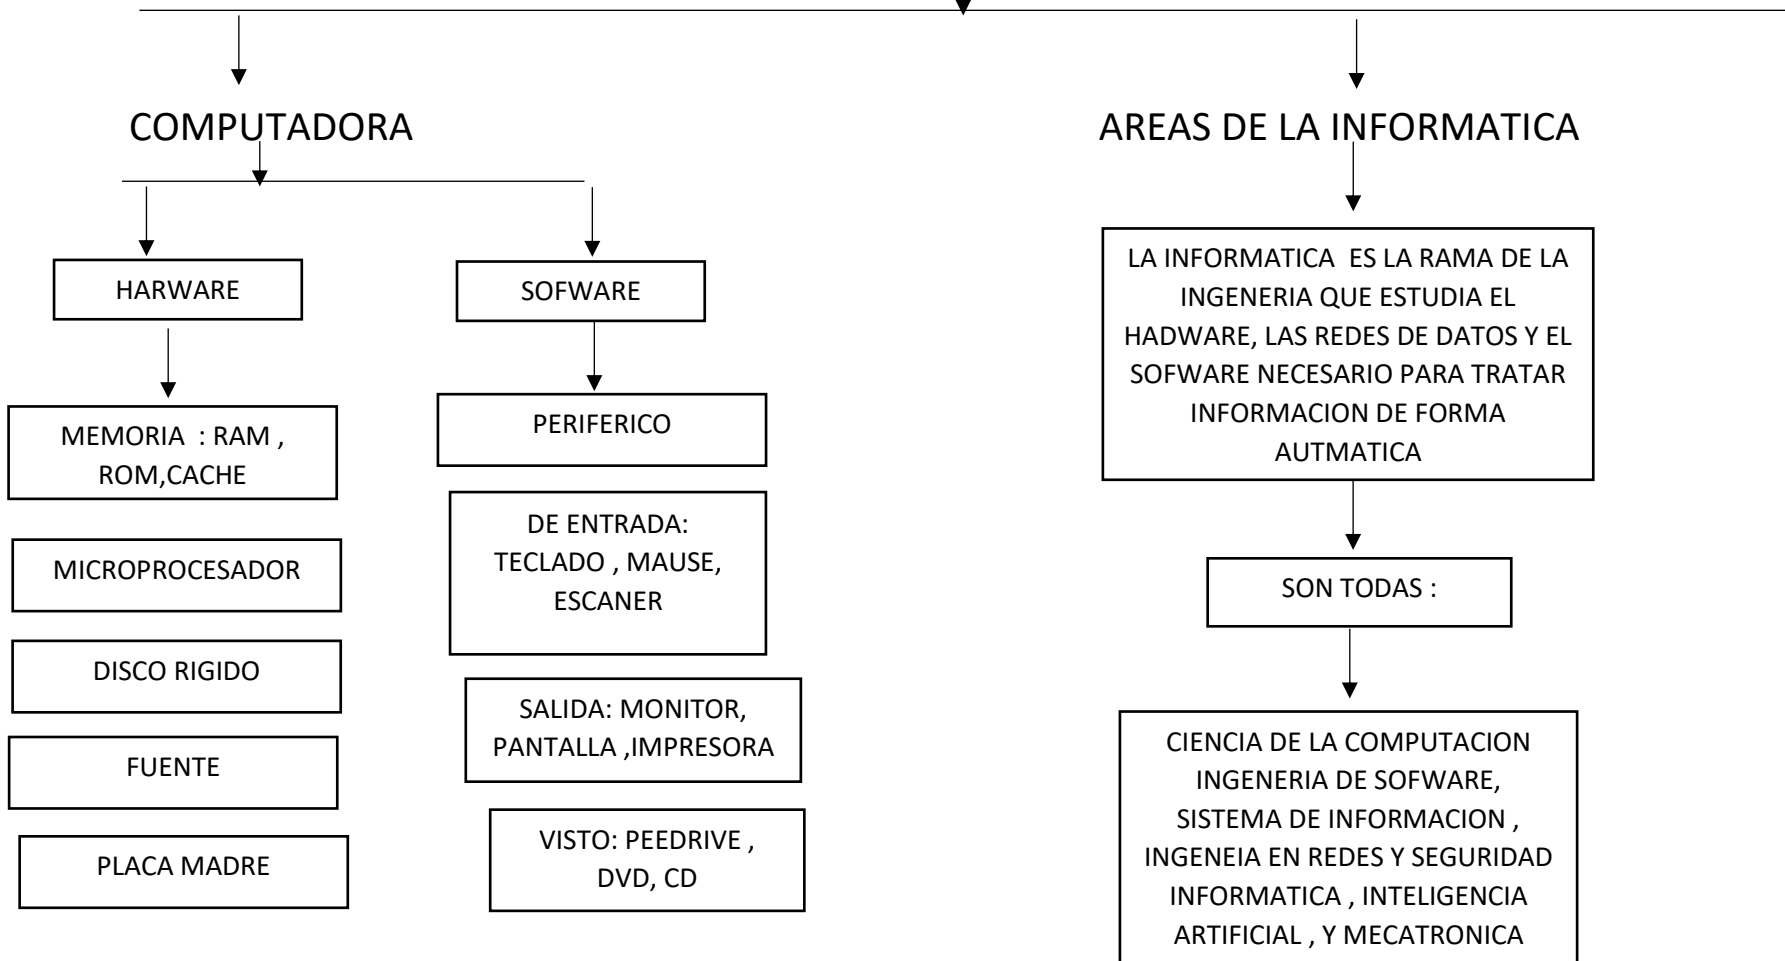 COMPUTADORA
HARWARE
MEMORIA : RAM ,
ROM,CACHE
MICROPROCESADOR
DISCO RIGIDO
FUENTE
PLACA MADRE
SOFWARE
PERIFERICO
DE ENTRADA:
TECLADO , MAUSE,
ESCANER
SALIDA: MONITOR,
PANTALLA ,IMPRESORA
VISTO: PEEDRIVE ,
DVD, CD
AREAS DE LA INFORMATICA
LA INFORMATICA ES LA RAMA DE LA
INGENERIA QUE ESTUDIA EL
HADWARE, LAS REDES DE DATOS Y EL
SOFWARE NECESARIO PARA TRATAR
INFORMACION DE FORMA
AUTMATICA
SON TODAS :
CIENCIA DE LA COMPUTACION
INGENERIA DE SOFWARE,
SISTEMA DE INFORMACION ,
INGENEIA EN REDES Y SEGURIDAD
INFORMATICA , INTELIGENCIA
ARTIFICIAL , Y MECATRONICA